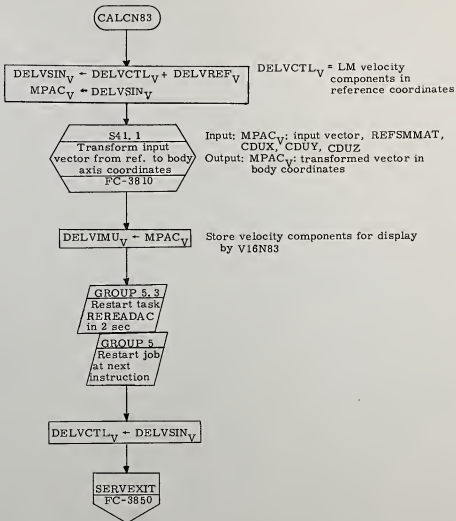 CALCN83
DELVSIN_V ← DELVCTL_V + DELVREF_V
MPAC_V ← DELVSIN_V
DELVCTL_V = LM velocity
components in
reference coordinates
S41.1
Transform input
vector from ref. to body
axis coordinates
FC-3810
Input: MPAC_V: input vector, REFSMMAT,
CDUX, CDUY, CDUZ
Output: MPAC_V: transformed vector in
body coordinates
DELVIMU_V ← MPAC_V
Store velocity components for display
by V16N83
GROUP 5.3
Restart task
REREADAC
in 2 sec
GROUP 5
Restart job
at next
instruction
DELVCTL_V ← DELVSIN_V
SERVEXIT
FC-3850